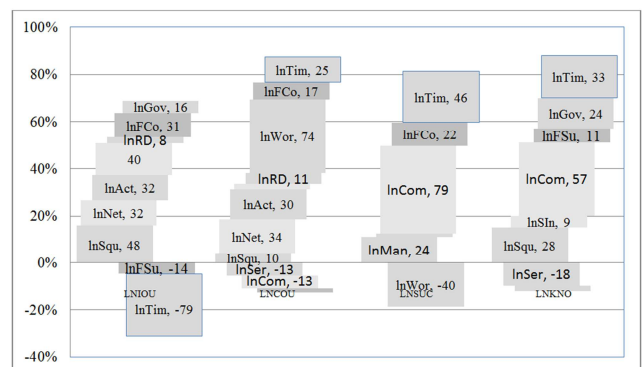 100%
80%
60%
40%
20%
0%
-20%
-40%
lnGov, 16
lnFCo, 31
lnRD, 8
40
lnAct, 32
lnNet, 32
lnSqu, 48
lnFSu, -14
LNIOU
lnTim, -79
lnTim, 25
lnFCo, 17
lnWor, 74
lnRD, 11
lnAct, 30
lnNet, 34
lnSqu, 10
lnSer, -13
lnCom, -13
LNCOU
lnTim, 46
lnFCo, 22
lnCom, 79
lnMan, 24
lnWor, -40
LNSUC
lnTim, 33
lnGov, 24
lnFSu, 11
lnCom, 57
lnSIn, 9
lnSqu, 28
lnSer, -18
LNKNO